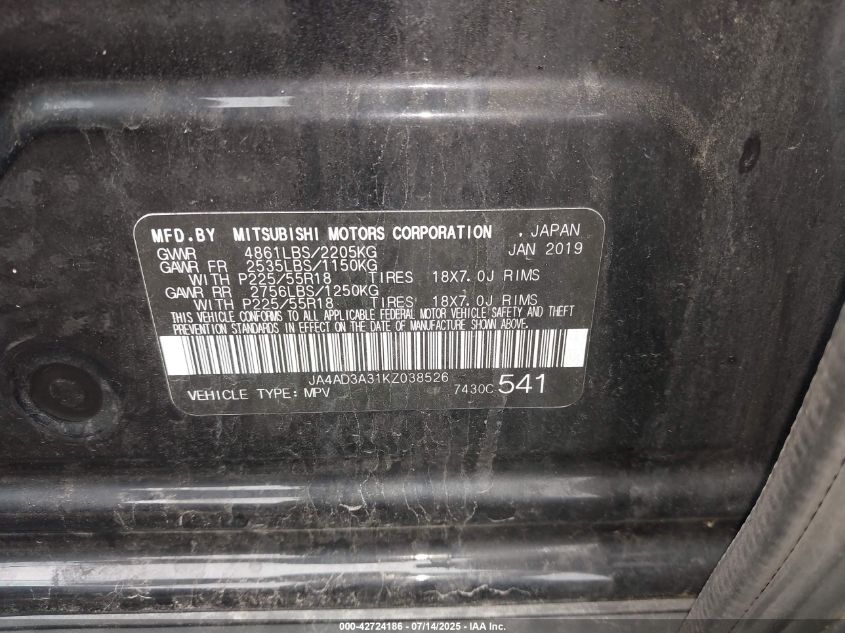 MFD.BY MITSUBISHI MOTORS CORPORATION , JAPAN
GVWR 4861LBS/2205KG JAN 2019
GAWR FR 2535LBS/1150KG
WITH P225/55R18 TIRES 18X7.0J RIMS
GAWR RR 2756LBS/1250KG
WITH P225/55R18 TIRES 18X7.0J RIMS
THIS VEHICLE CONFORMS TO ALL APPLICABLE FEDERAL MOTOR VEHICLE SAFETY AND THEFT
PREVENTION STANDARDS IN EFFECT ON THE DATE OF MANUFACTURE SHOWN ABOVE.
JA4AD3A31KZ038526
VEHICLE TYPE: MPV 7430C 541
000-42724186 - 07/14/2025 - IAA Inc.